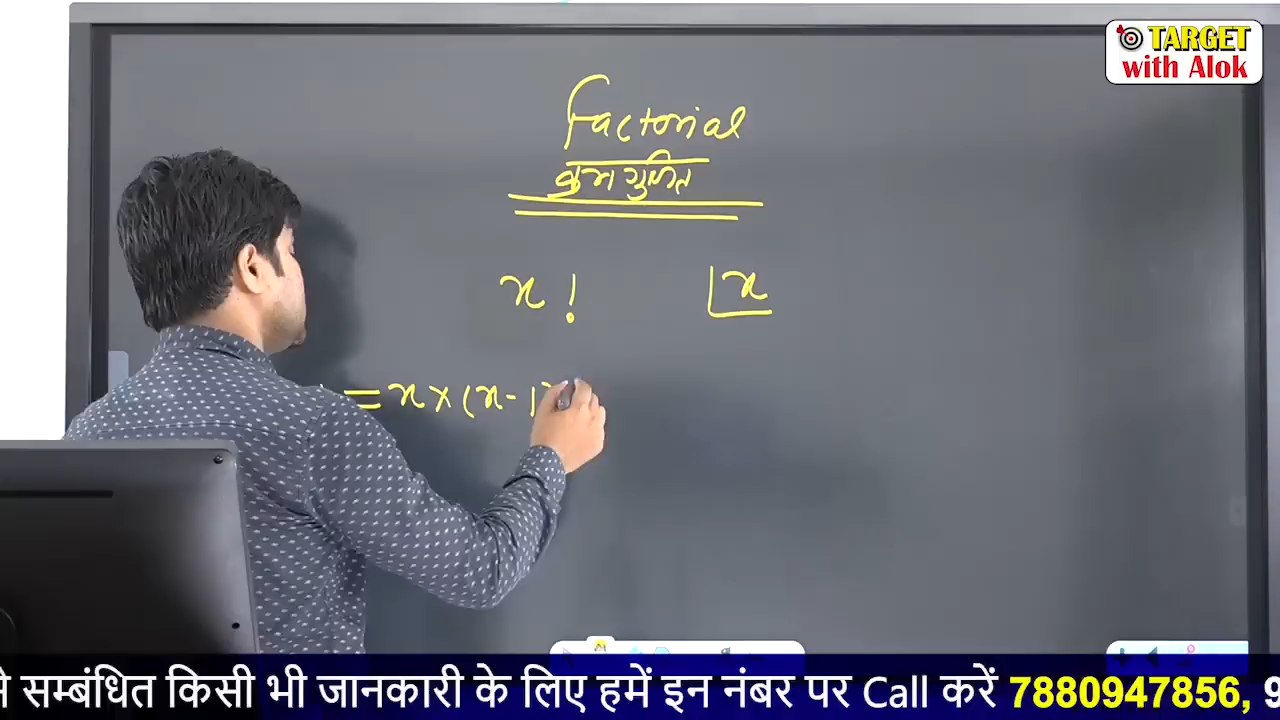 TARGET
with Alok
Factorial
क्रमगुणित
x ! x
! = x × (x - 1)
से सम्बंधित किसी भी जानकारी के लिए हमें इन नंबर पर Call करें 7880947856, 9